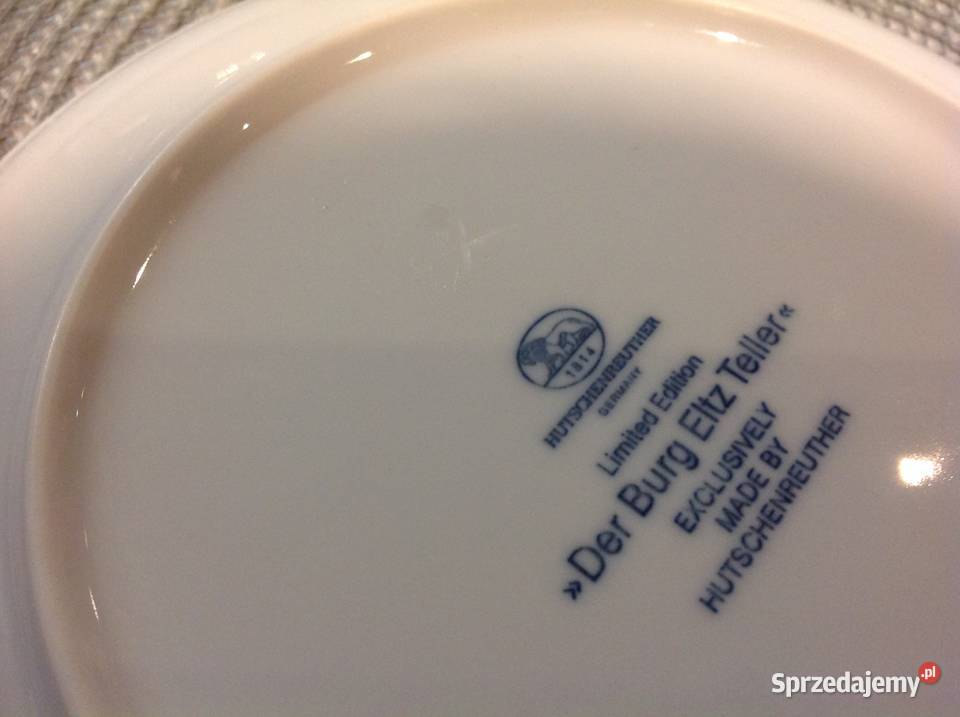 1814
HUTSCHENREUTHER
GERMANY
Limited Edition
»Der Burg Eltz Teller«
EXCLUSIVELY
MADE BY
HUTSCHENREUTHER
Sprzedajemy.pl